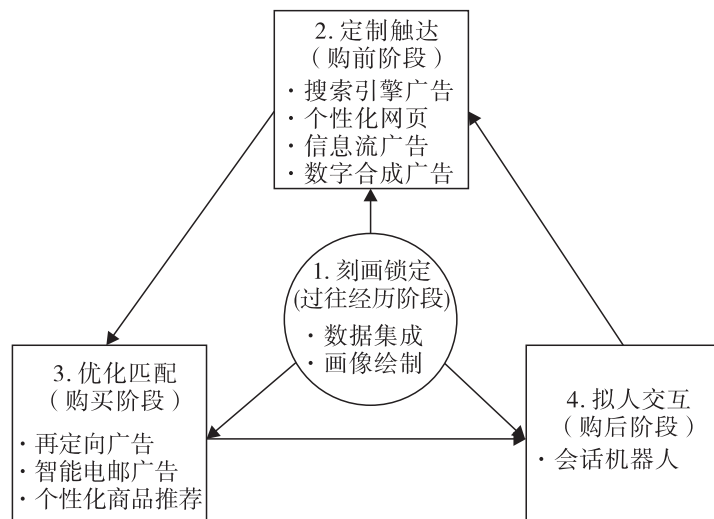 2. 定制触达
（购前阶段）
· 搜索引擎广告
· 个性化网页
· 信息流广告
· 数字合成广告
1. 刻画锁定
(过往经历阶段)
· 数据集成
· 画像绘制
3. 优化匹配
（购买阶段）
· 再定向广告
· 智能电邮广告
· 个性化商品推荐
4. 拟人交互
（购后阶段）
· 会话机器人